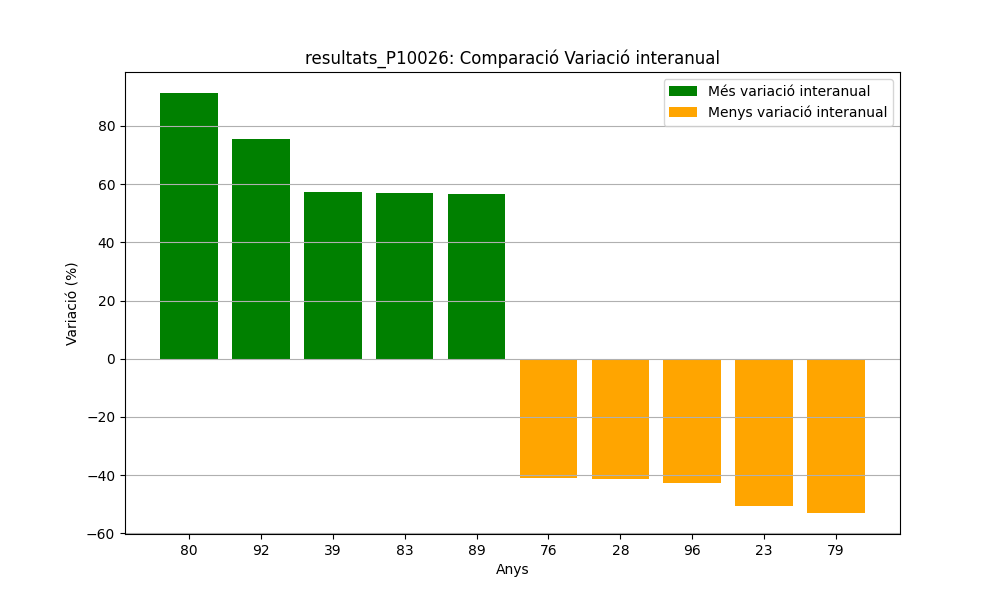 resultats_P10026: Comparació Variació interanual
Més variació interanual
Menys variació interanual
Variació (%)
80
60
40
20
0
−20
−40
−60
80 92 39 83 89 76 28 96 23 79
Anys